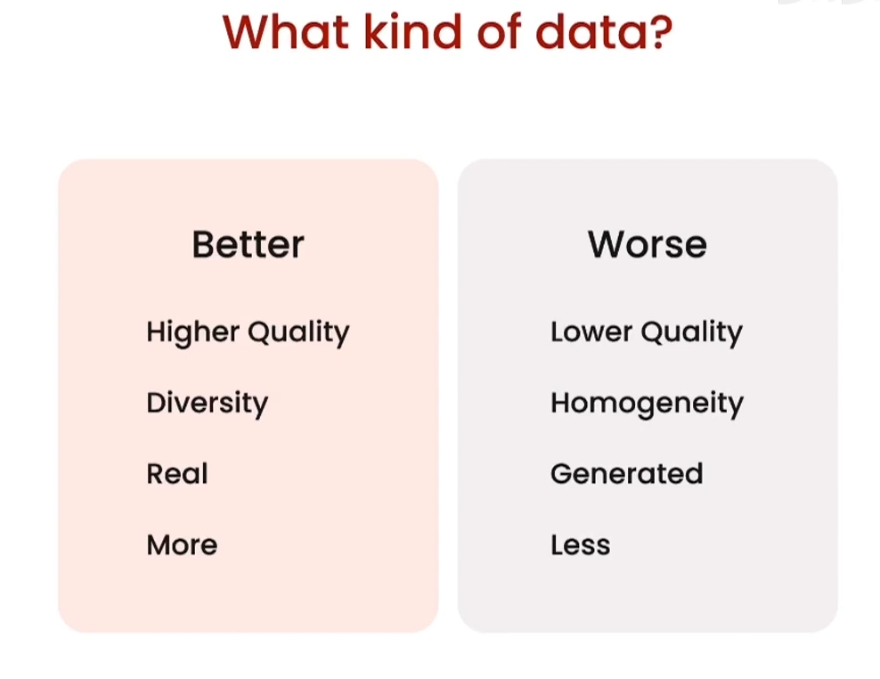 What kind of data?
Better
Higher Quality
Diversity
Real
More
Worse
Lower Quality
Homogeneity
Generated
Less